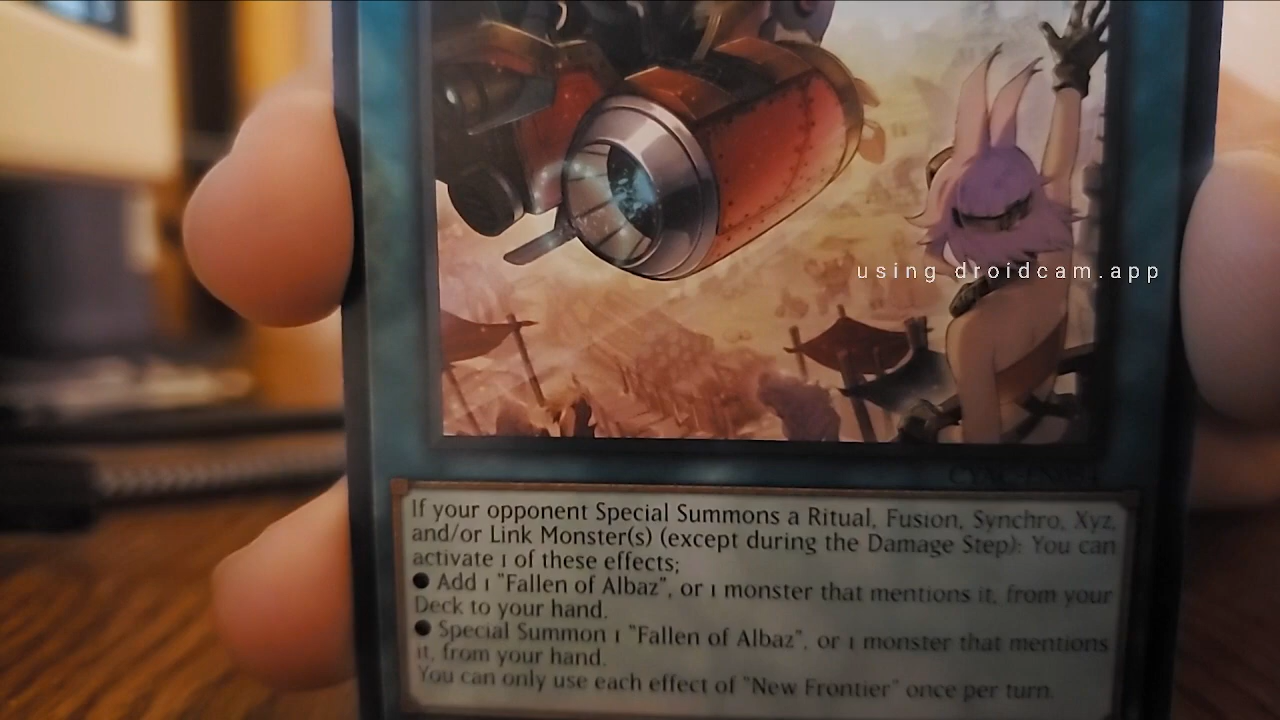 using droidcam.app
If your opponent Special Summons a Ritual, Fusion, Synchro, Xyz,
and/or Link Monster(s) (except during the Damage Step): You can
activate 1 of these effects;
● Add 1 "Fallen of Albaz", or 1 monster that mentions it, from your
Deck to your hand.
● Special Summon 1 "Fallen of Albaz", or 1 monster that mentions
it, from your hand.
You can only use each effect of "New Frontier" once per turn.